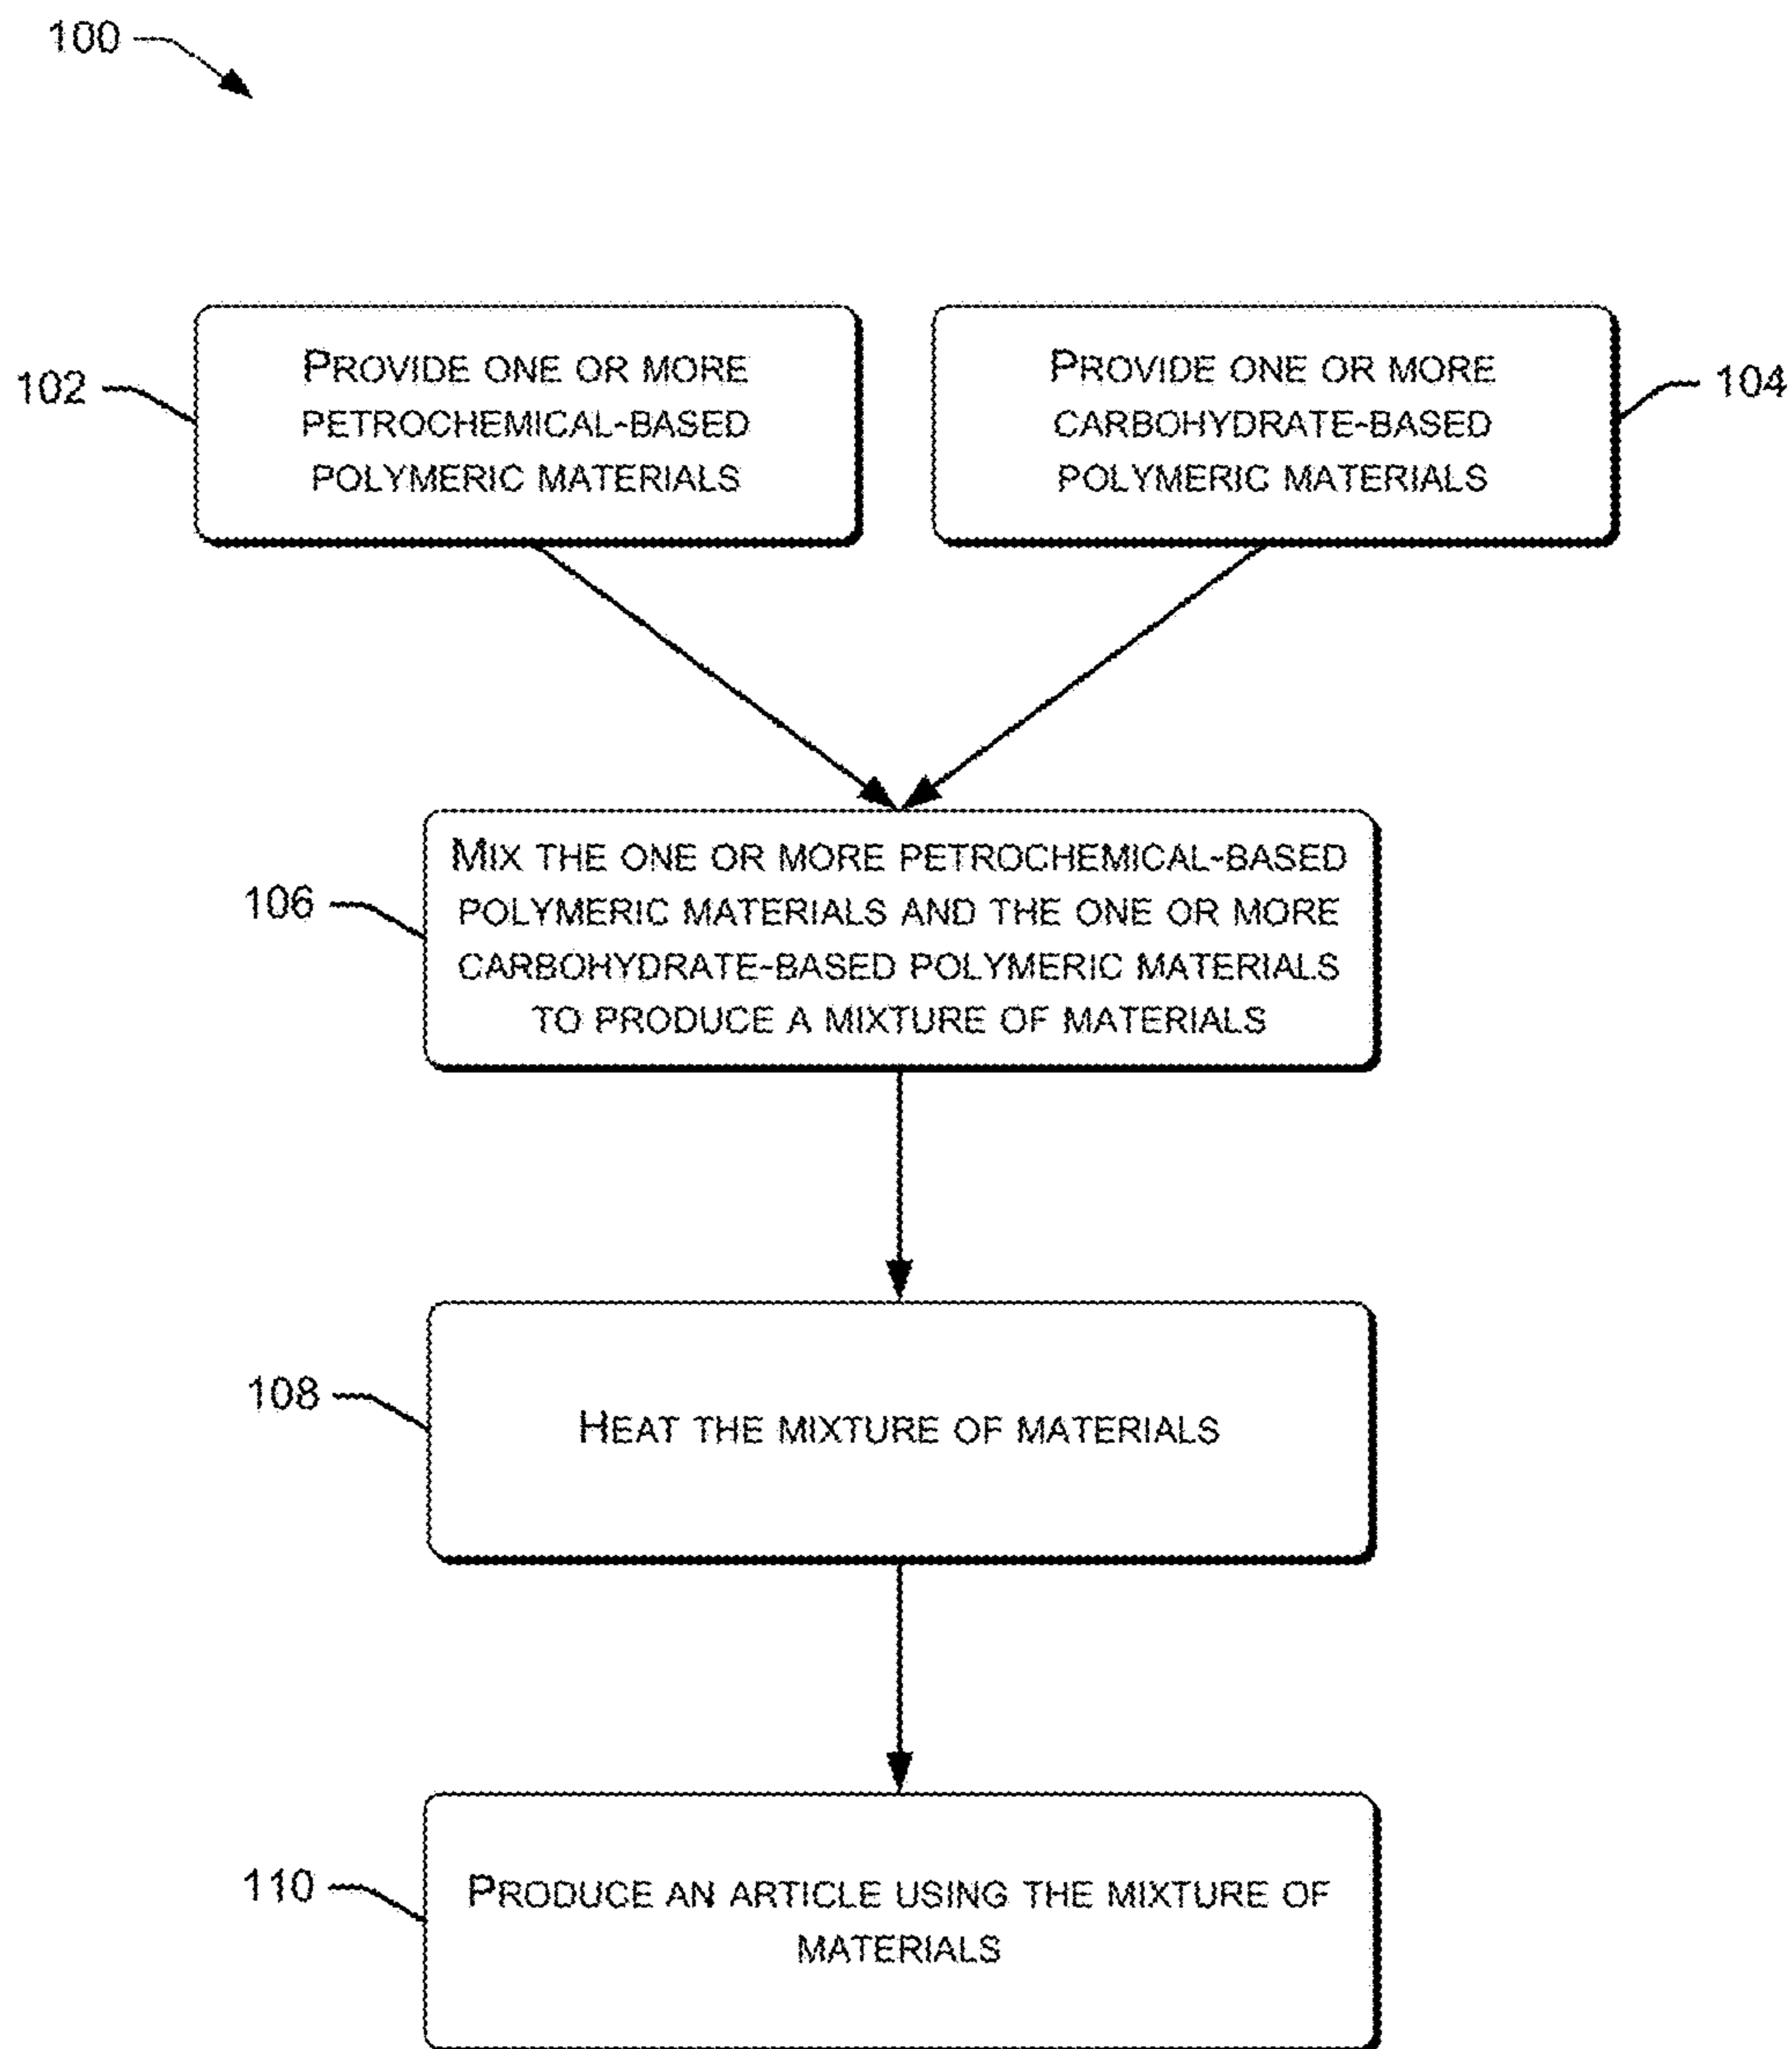 100
102
PROVIDE ONE OR MORE
PETROCHEMICAL-BASED
POLYMERIC MATERIALS
PROVIDE ONE OR MORE
CARBOHYDRATE-BASED
POLYMERIC MATERIALS
104
106
MIX THE ONE OR MORE PETROCHEMICAL-BASED
POLYMERIC MATERIALS AND THE ONE OR MORE
CARBOHYDRATE-BASED POLYMERIC MATERIALS
TO PRODUCE A MIXTURE OF MATERIALS
108
HEAT THE MIXTURE OF MATERIALS
110
PRODUCE AN ARTICLE USING THE MIXTURE OF
MATERIALS